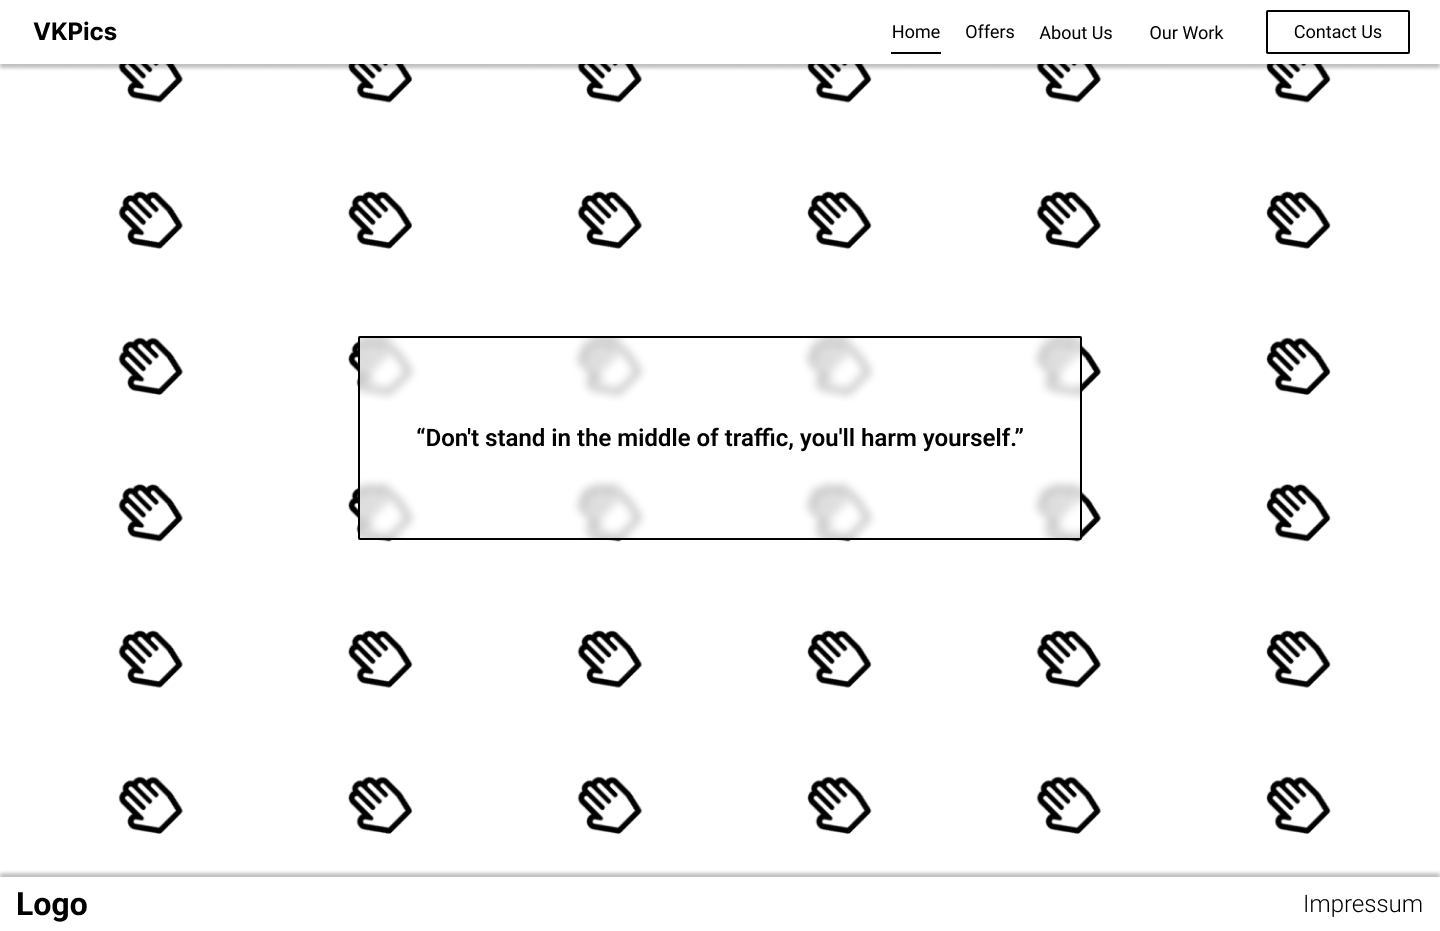 VKPics
Home Offers About Us Our Work Contact Us
“Don't stand in the middle of traffic, you'll harm yourself.”
Logo
Impressum